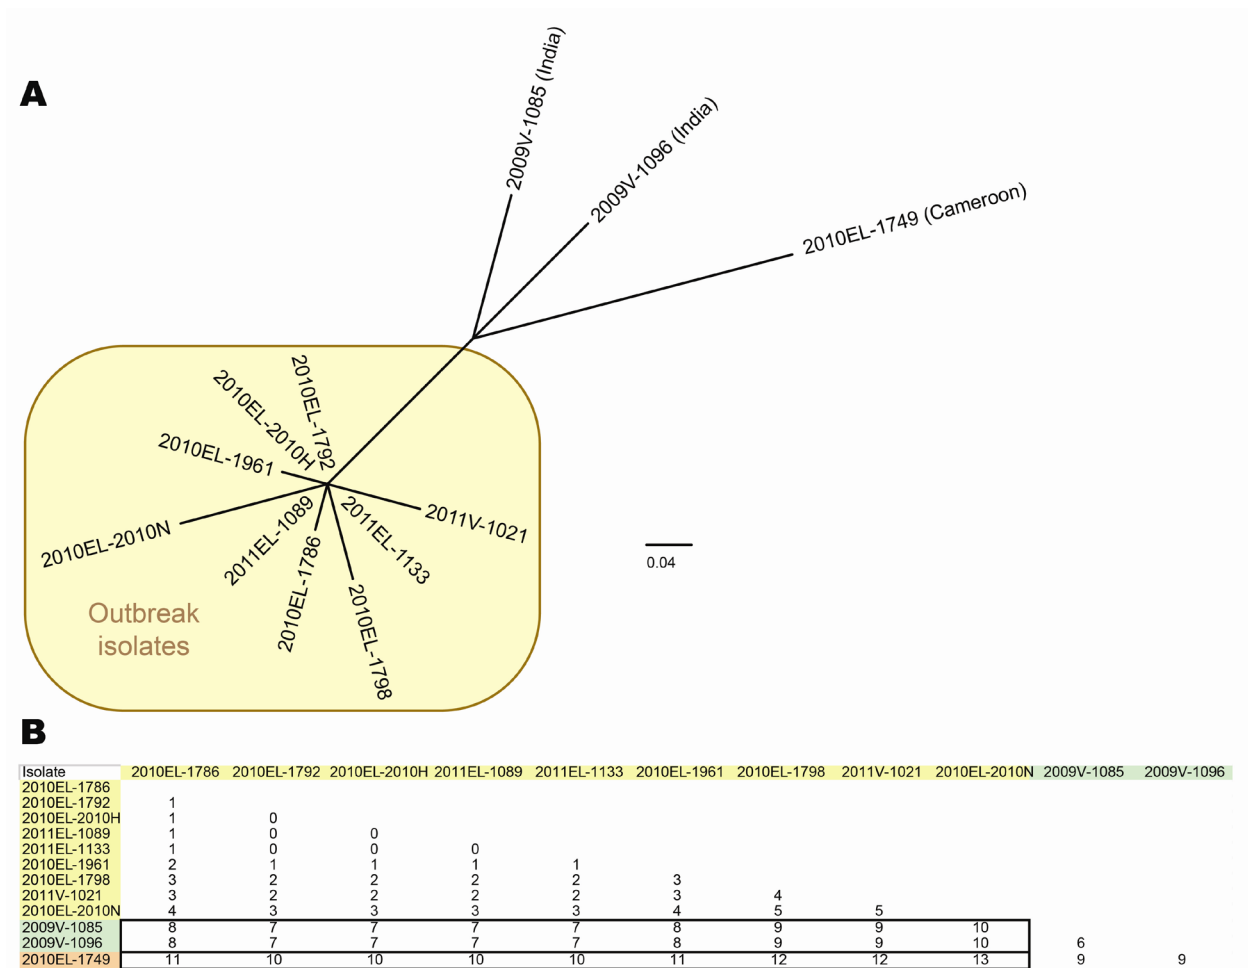 A
2009V-1085 (India)
2009V-1096 (India)
2010EL-1749 (Cameroon)
2010EL-1792
2010EL-2010H
2010EL-1961
2010EL-2010N
2011EL-1089
2010EL-1786
2010EL-1798
2011EL-1133
2011V-1021
0.04
Outbreak
isolates
B
Isolate 2010EL-1786 2010EL-1792 2010EL-2010H 2011EL-1089 2011EL-1133 2010EL-1961 2010EL-1798 2011V-1021 2010EL-2010N 2009V-1085 2009V-1096
2010EL-1786
2010EL-1792 1
2010EL-2010H 1 0
2011EL-1089 1 0 0
2011EL-1133 1 0 0 0
2010EL-1961 2 1 1 1 1
2010EL-1798 3 2 2 2 2 3
2011V-1021 3 2 2 2 2 3 4
2010EL-2010N 4 3 3 3 3 4 5 5
2009V-1085 8 7 7 7 7 8 9 9 10
2009V-1096 8 7 7 7 7 8 9 9 10 6
2010EL-1749 11 10 10 10 10 11 12 12 13 9 9